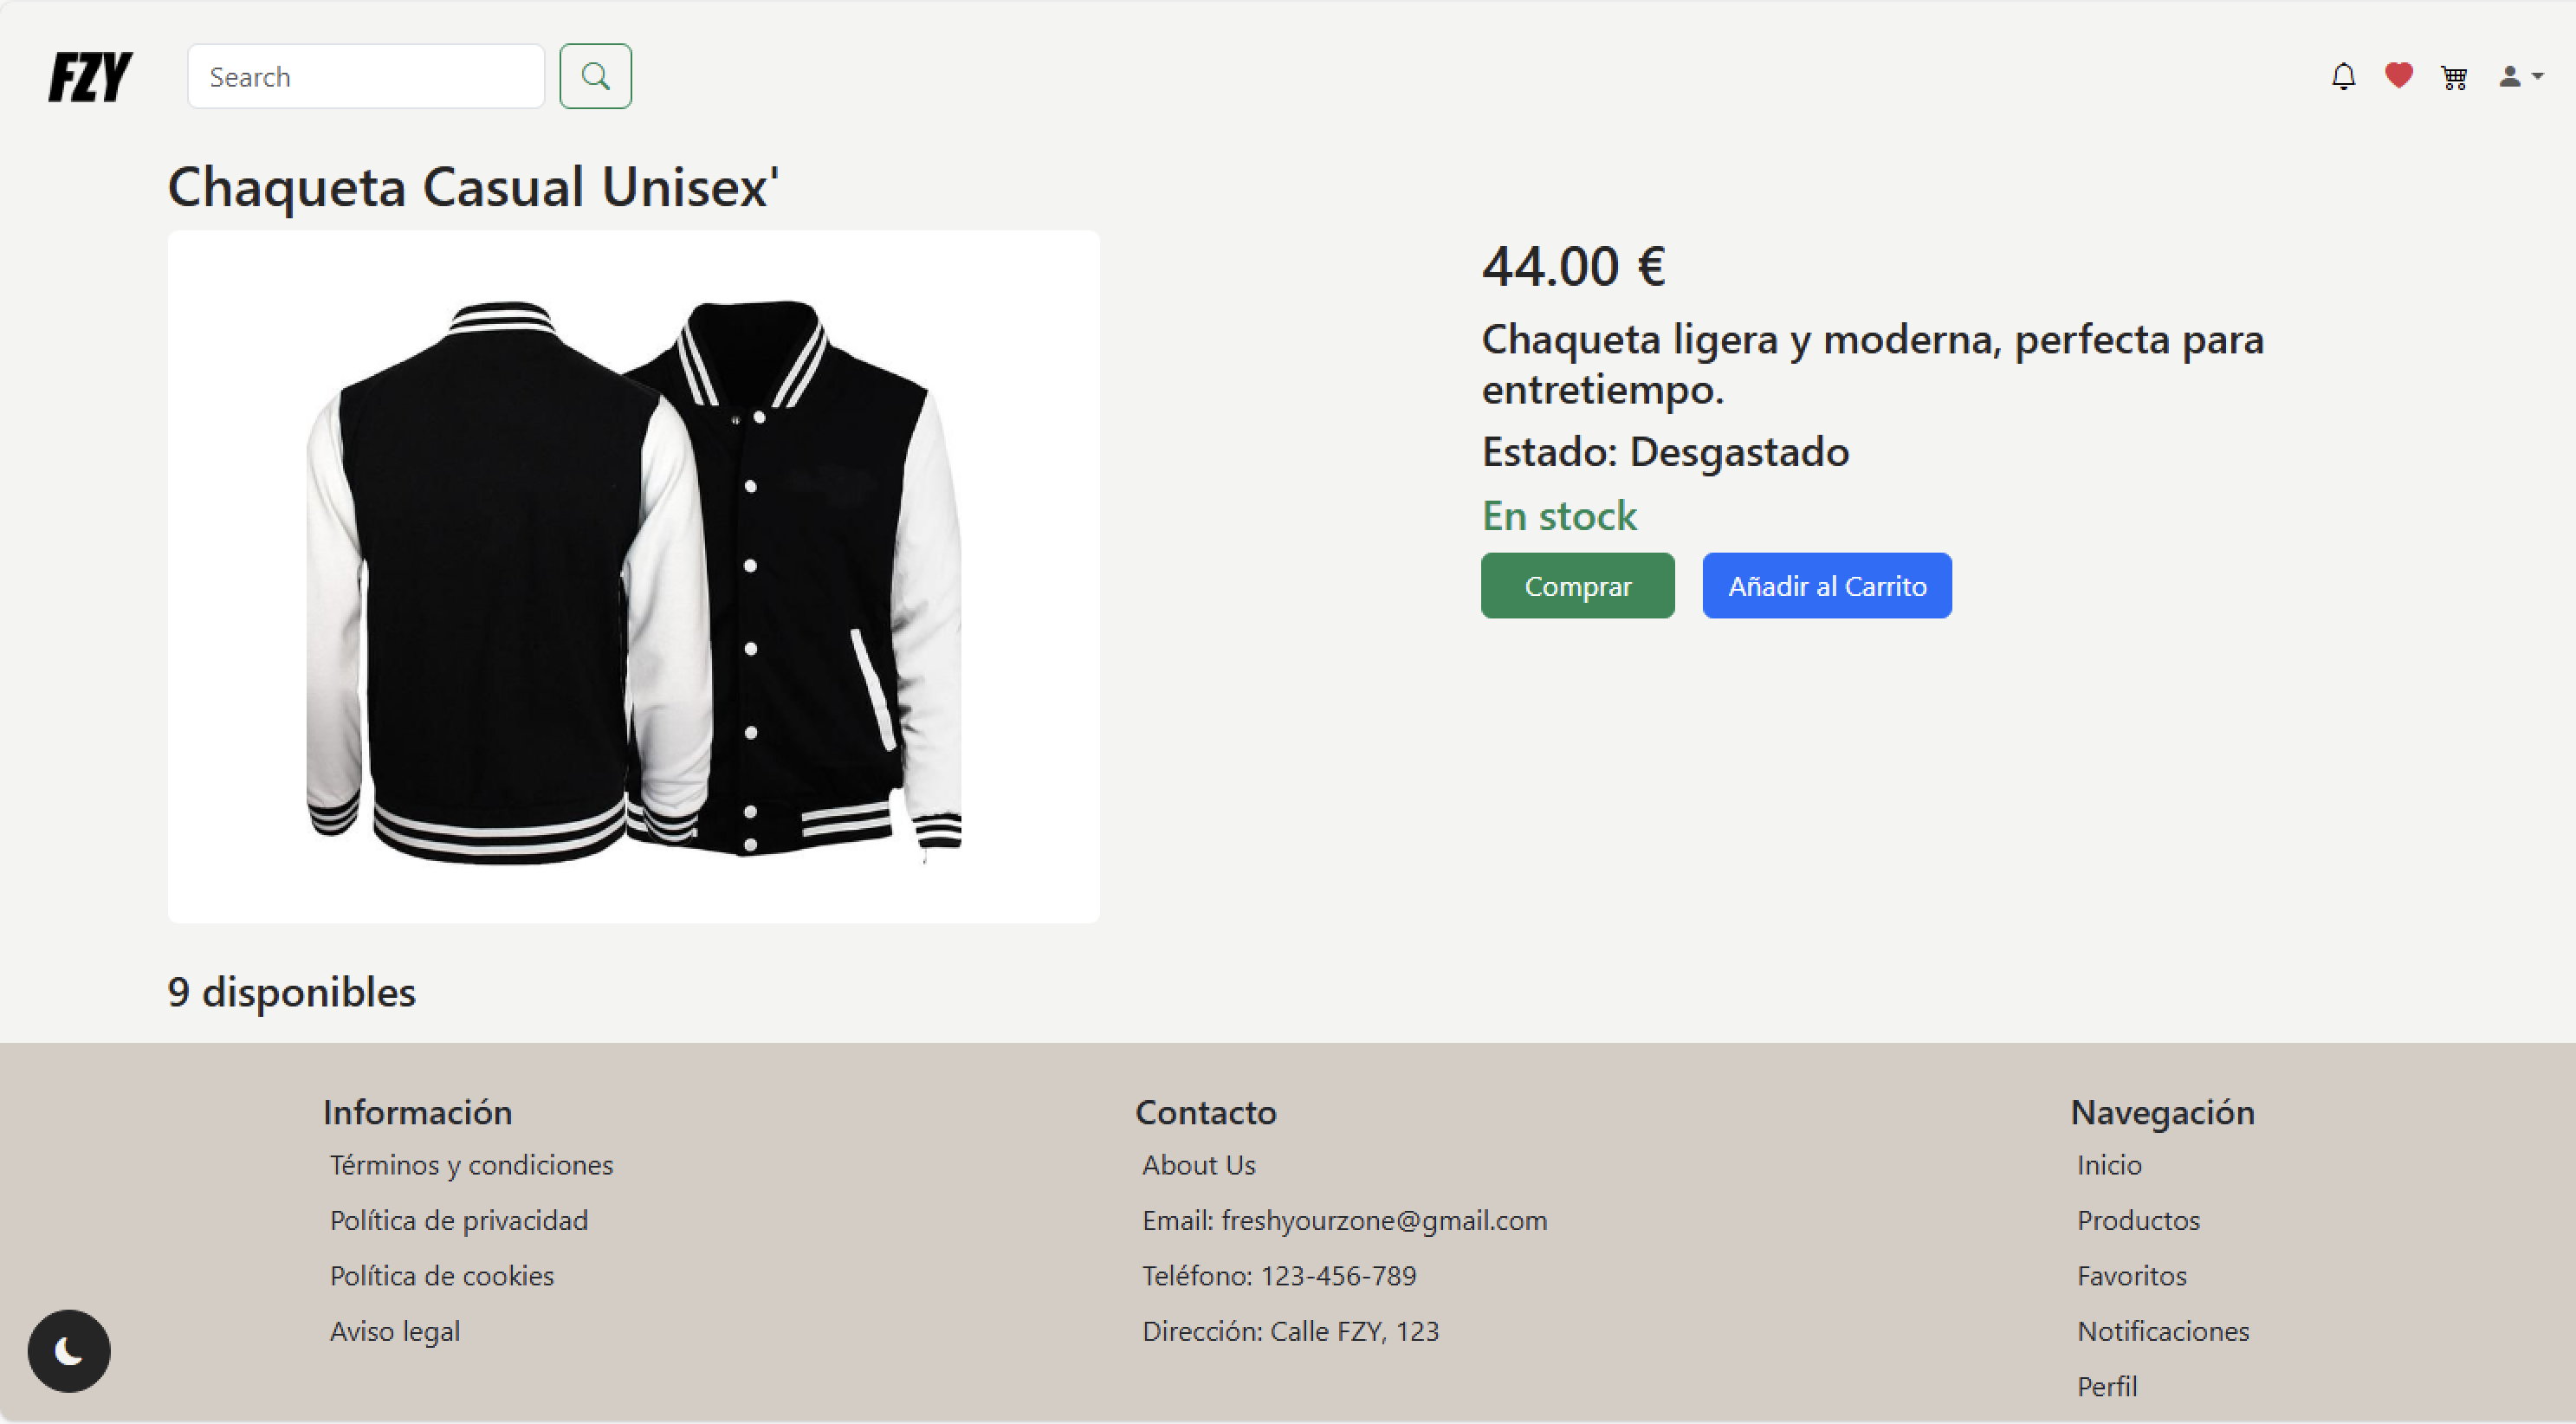 FZY
Search
Chaqueta Casual Unisex'
44.00 €
Chaqueta ligera y moderna, perfecta para
entretiempo.
Estado: Desgastado
En stock
Comprar
Añadir al Carrito
9 disponibles
Información
Términos y condiciones
Política de privacidad
Política de cookies
Aviso legal
Contacto
About Us
Email: freshyourzone@gmail.com
Teléfono: 123-456-789
Dirección: Calle FZY, 123
Navegación
Inicio
Productos
Favoritos
Notificaciones
Perfil